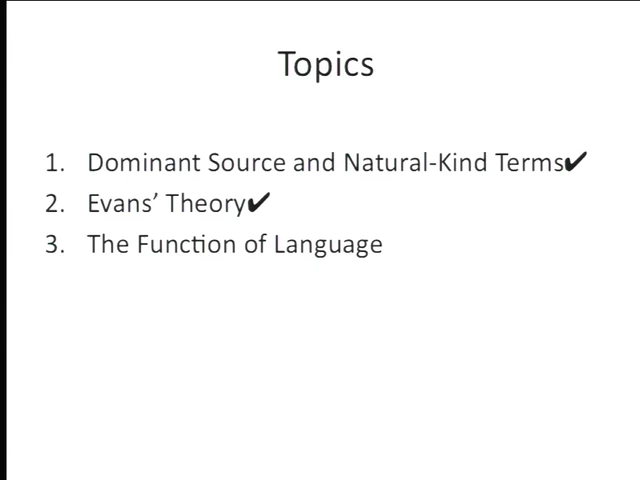 Topics
1. Dominant Source and Natural-Kind Terms✔
2. Evans’ Theory✔
3. The Function of Language